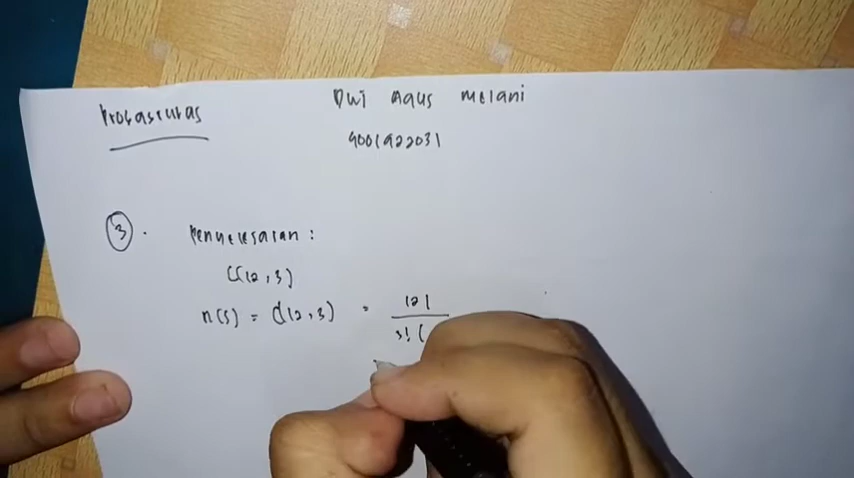 Probabilitas Dwi Agus Melani
4001922031
3. Penyelesaian :
C(12,3)
n(S) = C(12,3) = 12!
3! (